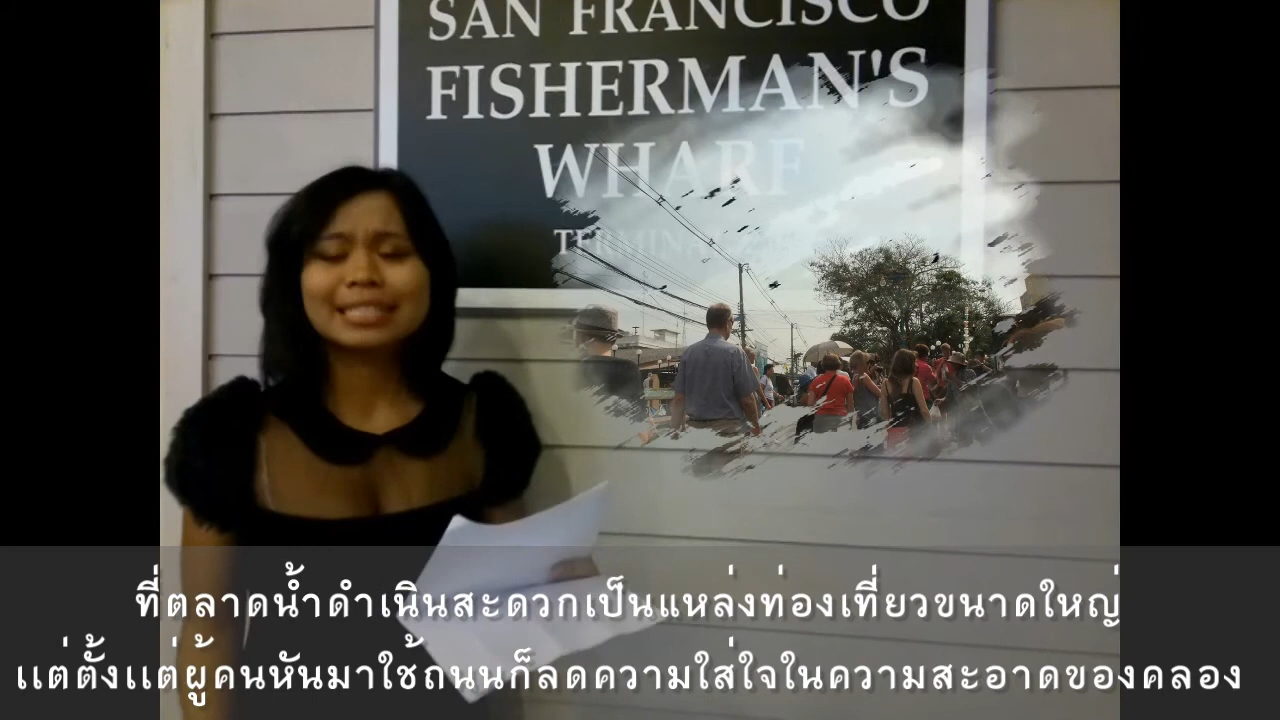 SAN FRANCISCO
FISHERMAN'S
WHARF
ที่ตลาดน้ำดำเนินสะดวกเป็นแหล่งท่องเที่ยวขนาดใหญ่
แต่ตั้งแต่ผู้คนหันมาใช้ถนนก็ลดความใส่ใจในความสะอาดของคลอง